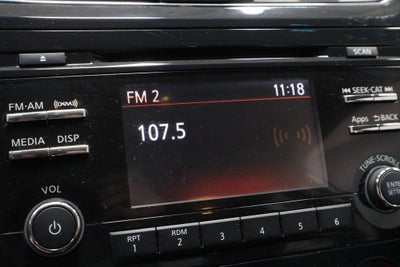 SCAN
FM 2 11:18
107.5
FM·AM (xm)
MEDIA DISP
SEEK·CAT
Apps BACK
TUNE·SCROLL
ENTER
VOL
RPT RDM
1 2 3 4 5 6